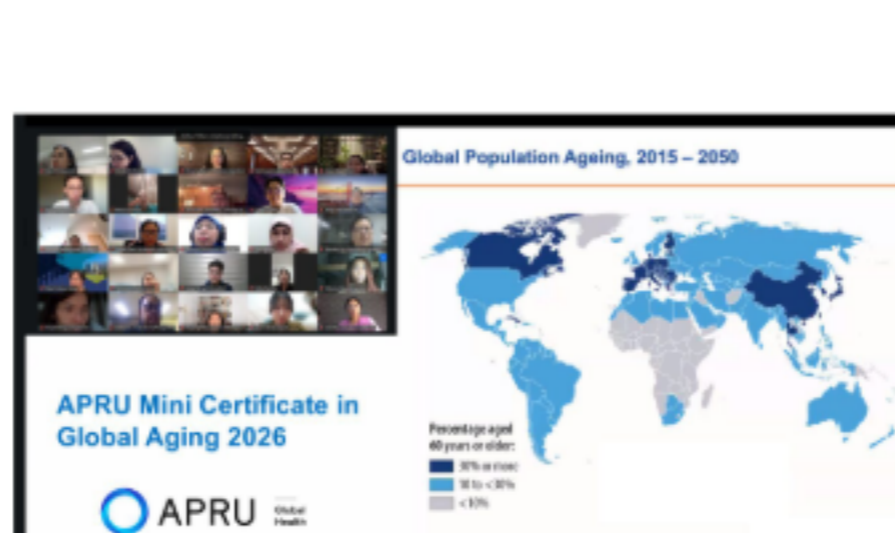 Global Population Ageing, 2015 – 2050
APRU Mini Certificate in
Global Aging 2026
Percentage aged
60 years or older:
30% or more
10 to <30%
<10%
APRU
Global
Health